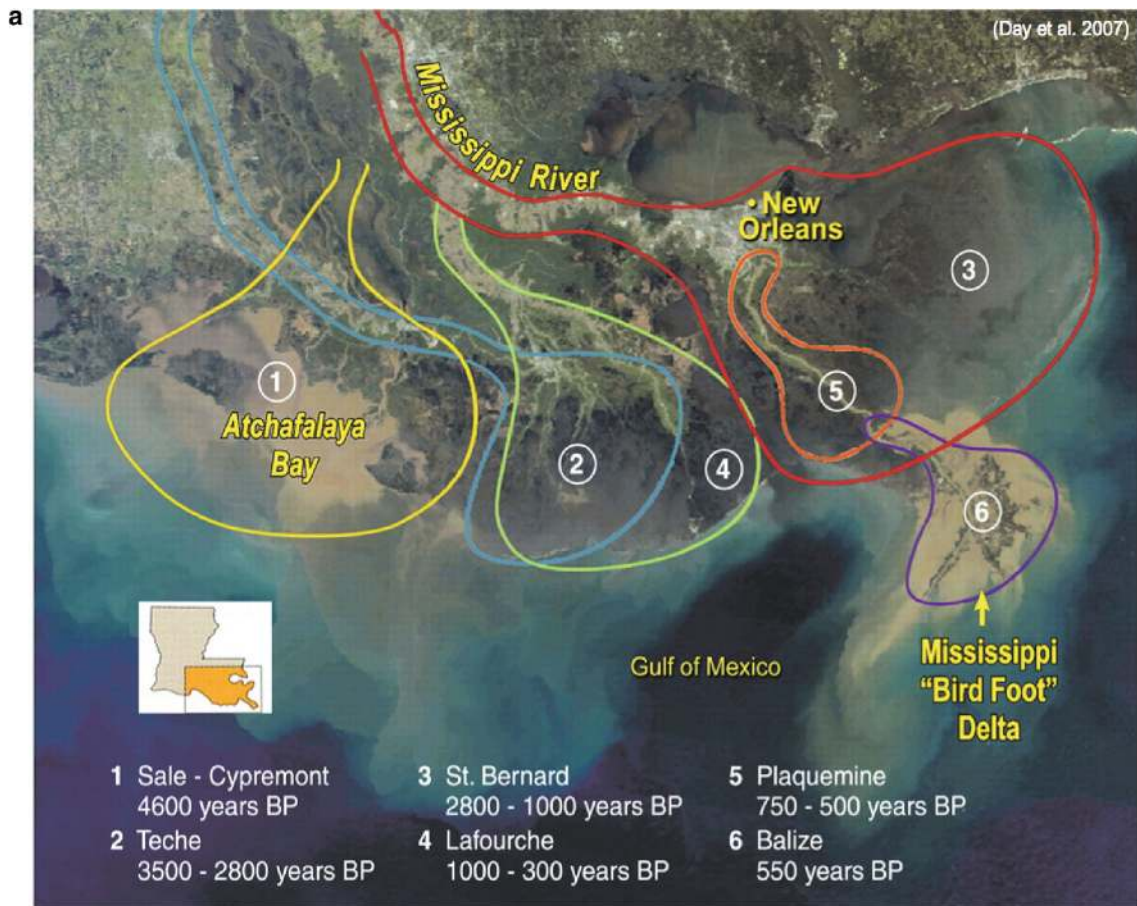 a
(Day et al. 2007)
Mississippi River
• New
Orleans
3
1
5
Atchafalaya
Bay
2
4
6
Gulf of Mexico
Mississippi
"Bird Foot"
Delta
1 Sale - Cypremont
4600 years BP
2 Teche
3500 - 2800 years BP
3 St. Bernard
2800 - 1000 years BP
4 Lafourche
1000 - 300 years BP
5 Plaquemine
750 - 500 years BP
6 Balize
550 years BP